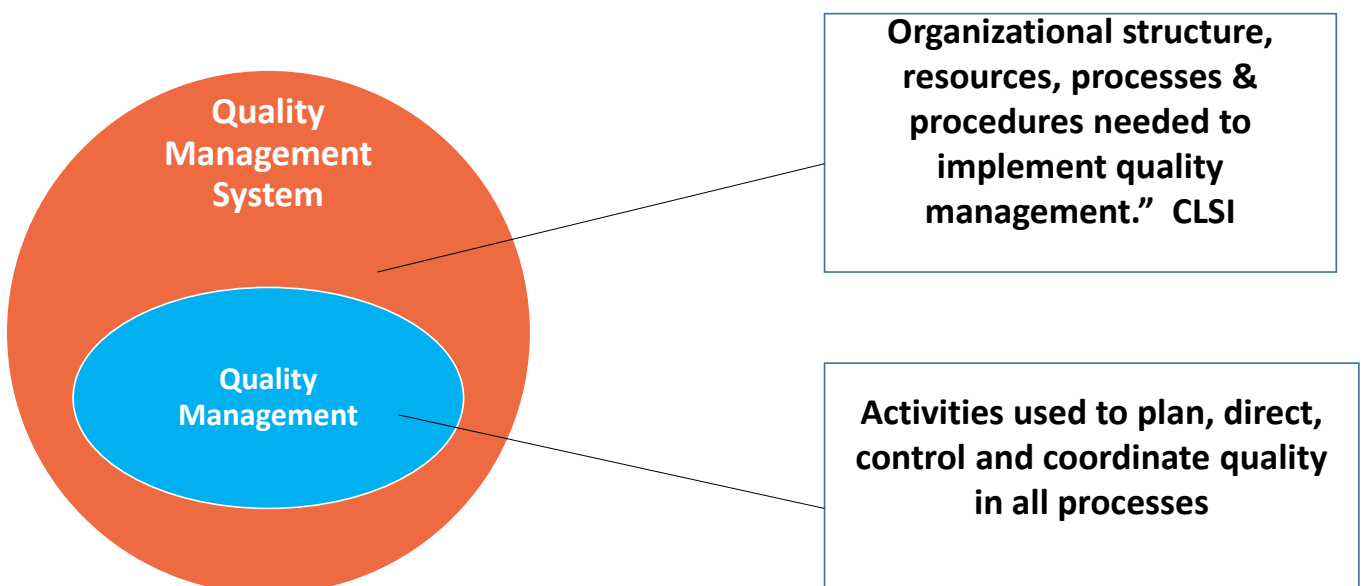 Quality
Management
System
Organizational structure,
resources, processes &
procedures needed to
implement quality
management.”  CLSI
Quality
Management
Activities used to plan, direct,
control and coordinate quality
in all processes